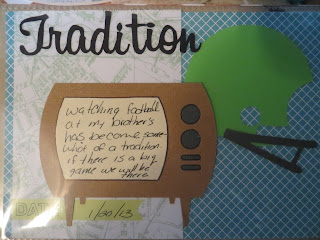 Tradition
watching football
at my brother's
has become some-
what of a tradition
if there is a big
game we will be
there
DATE
1/20/13